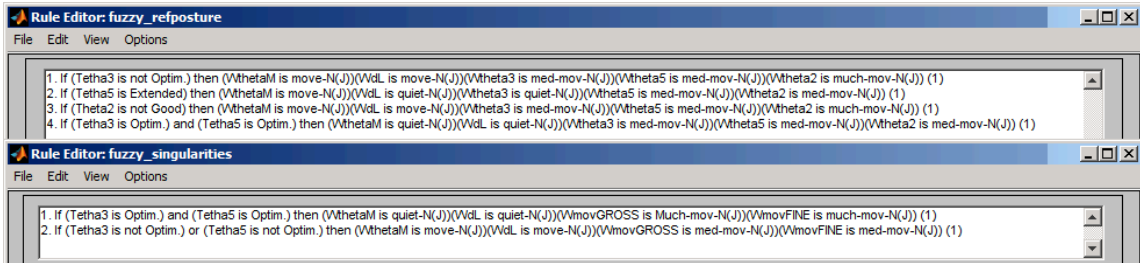 Rule Editor: fuzzy_refposture
File Edit View Options
1. If (Tetha3 is not Optim.) then (WthetaM is move-N(J))(WdL is move-N(J))(Wtheta3 is med-mov-N(J))(Wtheta5 is med-mov-N(J))(Wtheta2 is much-mov-N(J)) (1)
2. If (Tetha5 is Extended) then (WthetaM is move-N(J))(WdL is quiet-N(J))(Wtheta3 is quiet-N(J))(Wtheta5 is med-mov-N(J))(Wtheta2 is med-mov-N(J)) (1)
3. If (Theta2 is not Good) then (WthetaM is move-N(J))(WdL is move-N(J))(Wtheta3 is med-mov-N(J))(Wtheta5 is med-mov-N(J))(Wtheta2 is much-mov-N(J)) (1)
4. If (Tetha3 is Optim.) and (Tetha5 is Optim.) then (WthetaM is quiet-N(J))(WdL is quiet-N(J))(Wtheta3 is med-mov-N(J))(Wtheta5 is med-mov-N(J))(Wtheta2 is med-mov-N(J)) (1)
Rule Editor: fuzzy_singularities
File Edit View Options
1. If (Tetha3 is Optim.) and (Tetha5 is Optim.) then (WthetaM is quiet-N(J))(WdL is quiet-N(J))(WmovGROSS is Much-mov-N(J))(WmovFINE is much-mov-N(J)) (1)
2. If (Tetha3 is not Optim.) or (Tetha5 is not Optim.) then (WthetaM is move-N(J))(WdL is move-N(J))(WmovGROSS is med-mov-N(J))(WmovFINE is med-mov-N(J)) (1)